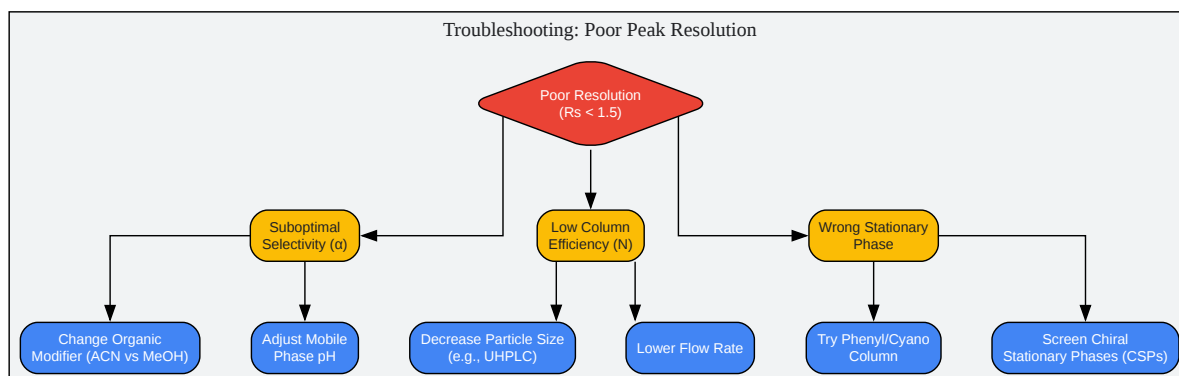 Troubleshooting: Poor Peak Resolution
Poor Resolution
(Rs < 1.5)
Suboptimal
Selectivity (α)
Low Column
Efficiency (N)
Wrong Stationary
Phase
Change Organic
Modifier (ACN vs MeOH)
Adjust Mobile
Phase pH
Decrease Particle Size
(e.g., UHPLC)
Lower Flow Rate
Try Phenyl/Cyano
Column
Screen Chiral
Stationary Phases (CSPs)